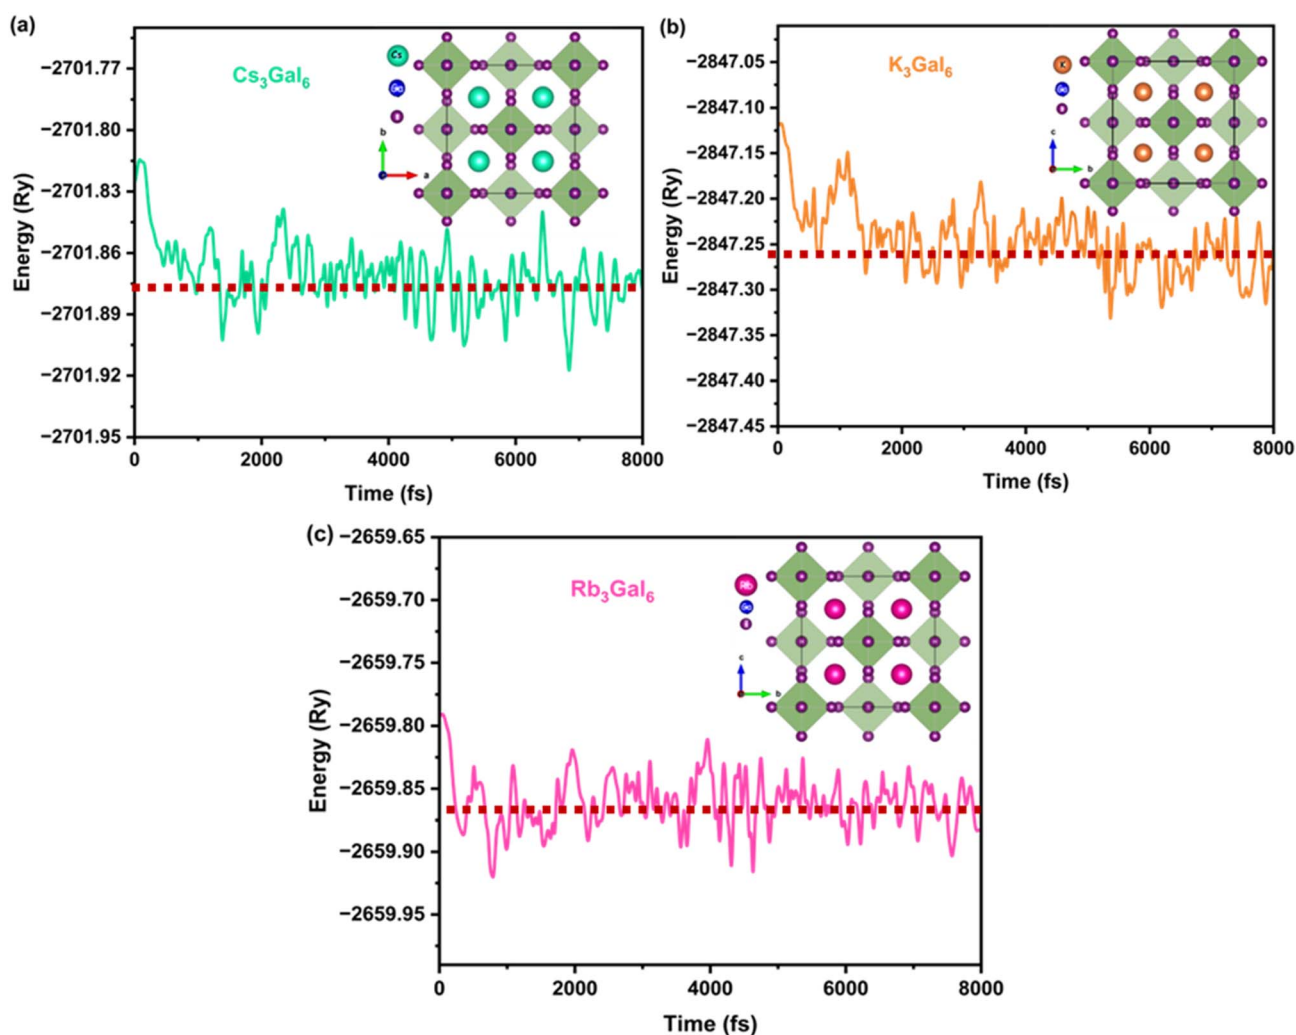 (a)
Cs₃GaI₆
Cs
Ga
I
b
a
−2701.77
−2701.80
−2701.83
−2701.86
−2701.89
−2701.92
−2701.95
Energy (Ry)
0 2000 4000 6000 8000
Time (fs)
(b)
K₃GaI₆
K
Ga
I
c
b
−2847.05
−2847.10
−2847.15
−2847.20
−2847.25
−2847.30
−2847.35
−2847.40
−2847.45
Energy (Ry)
0 2000 4000 6000 8000
Time (fs)
(c)
Rb₃GaI₆
Rb
Ga
I
c
b
−2659.65
−2659.70
−2659.75
−2659.80
−2659.85
−2659.90
−2659.95
Energy (Ry)
0 2000 4000 6000 8000
Time (fs)